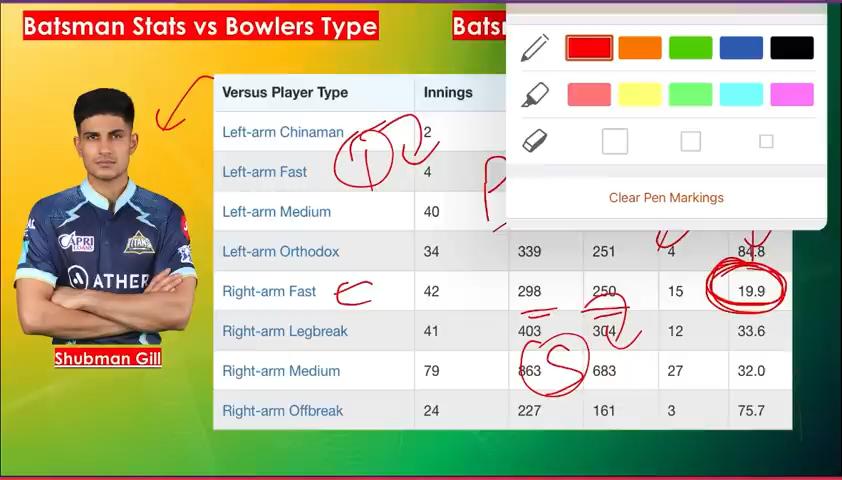 Batsman Stats vs Bowlers Type
Versus Player Type Innings
Left-arm Chinaman 2
Left-arm Fast 4
Left-arm Medium 40
Left-arm Orthodox 34 339 251 4 84.8
Right-arm Fast 42 298 250 15 19.9
Right-arm Legbreak 41 403 304 12 33.6
Right-arm Medium 79 863 683 27 32.0
Right-arm Offbreak 24 227 161 3 75.7
CAPRI
LOANS
TITANS
ATHER
Shubman Gill
Clear Pen Markings